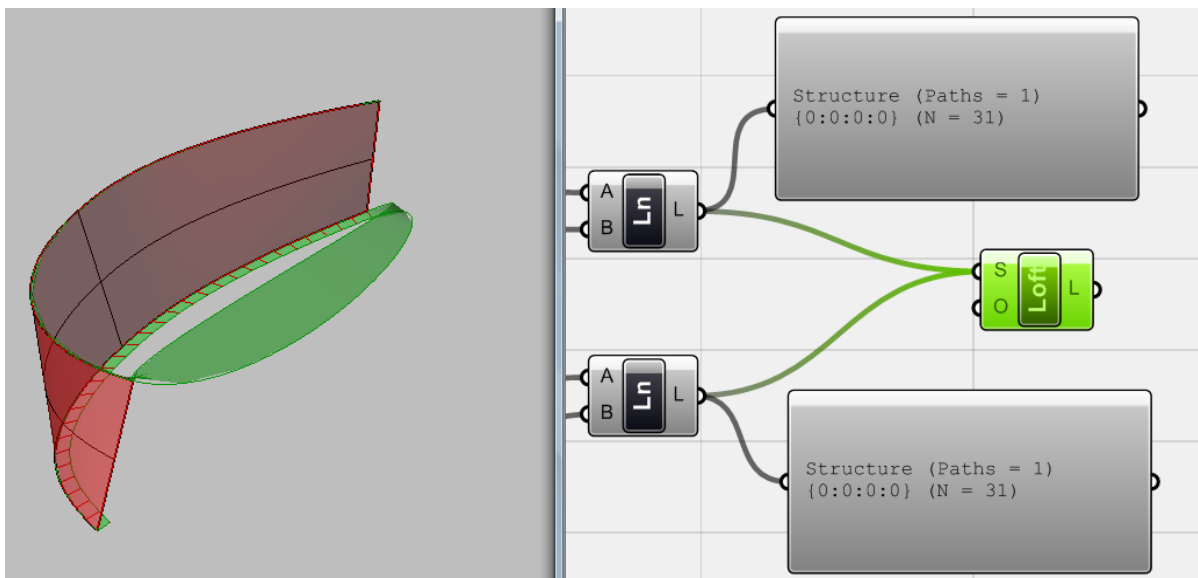 Structure (Paths = 1)
{0:0:0:0} (N = 31)
A
B
Ln
L
S
O
Loft
L
A
B
Ln
L
Structure (Paths = 1)
{0:0:0:0} (N = 31)